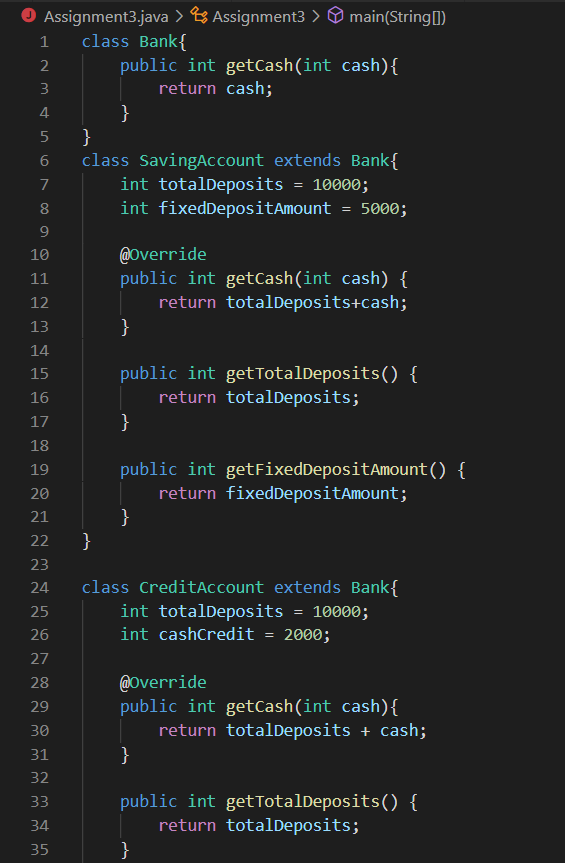 Assignment3.java > Assignment3 > main(String[])
1 class Bank{
2 public int getCash(int cash){
3 return cash;
4 }
5 }
6 class SavingAccount extends Bank{
7 int totalDeposits = 10000;
8 int fixedDepositAmount = 5000;
9
10 @Override
11 public int getCash(int cash) {
12 return totalDeposits+cash;
13 }
14
15 public int getTotalDeposits() {
16 return totalDeposits;
17 }
18
19 public int getFixedDepositAmount() {
20 return fixedDepositAmount;
21 }
22 }
23
24 class CreditAccount extends Bank{
25 int totalDeposits = 10000;
26 int cashCredit = 2000;
27
28 @Override
29 public int getCash(int cash){
30 return totalDeposits + cash;
31 }
32
33 public int getTotalDeposits() {
34 return totalDeposits;
35 }